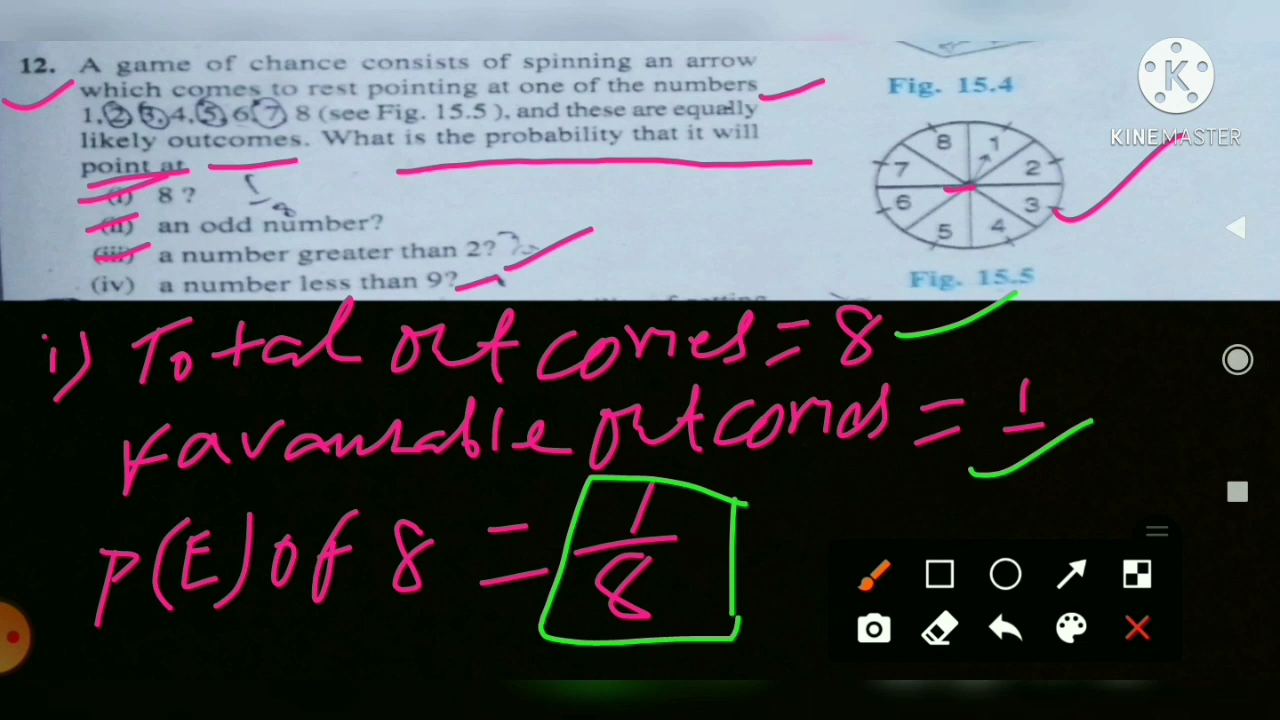 12. A game of chance consists of spinning an arrow
which comes to rest pointing at one of the numbers
1, 2, 3, 4, 5, 6, 7, 8 (see Fig. 15.5 ), and these are equally
likely outcomes. What is the probability that it will
point at
(i) 8 ?
(ii) an odd number?
(iii) a number greater than 2?
(iv) a number less than 9?
Fig. 15.4
KINEMASTER
8 1
7 2
6 3
5 4
Fig. 15.5
i) Total outcomes = 8
Favourable outcomes = 1
P(E) of 8 = 1/8